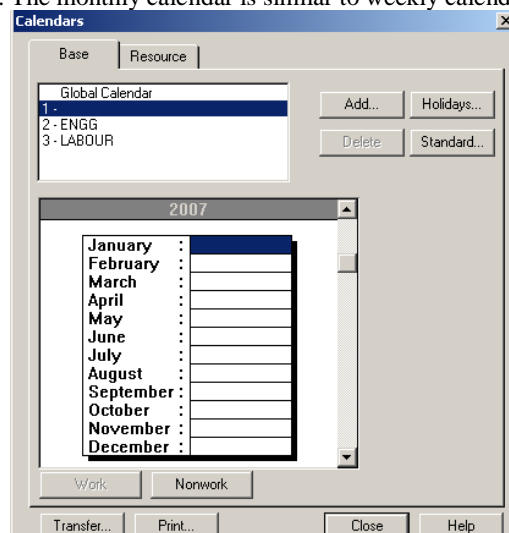 . The monthly calendar is similar to weekly calend
Calendars
Base Resource
Global Calendar
1 -
2 - ENGG
3 - LABOUR
Add... Holidays...
Delete Standard...
2007
January :
February :
March :
April :
May :
June :
July :
August :
September :
October :
November :
December :
Work Nonwork
Transfer... Print... Close Help